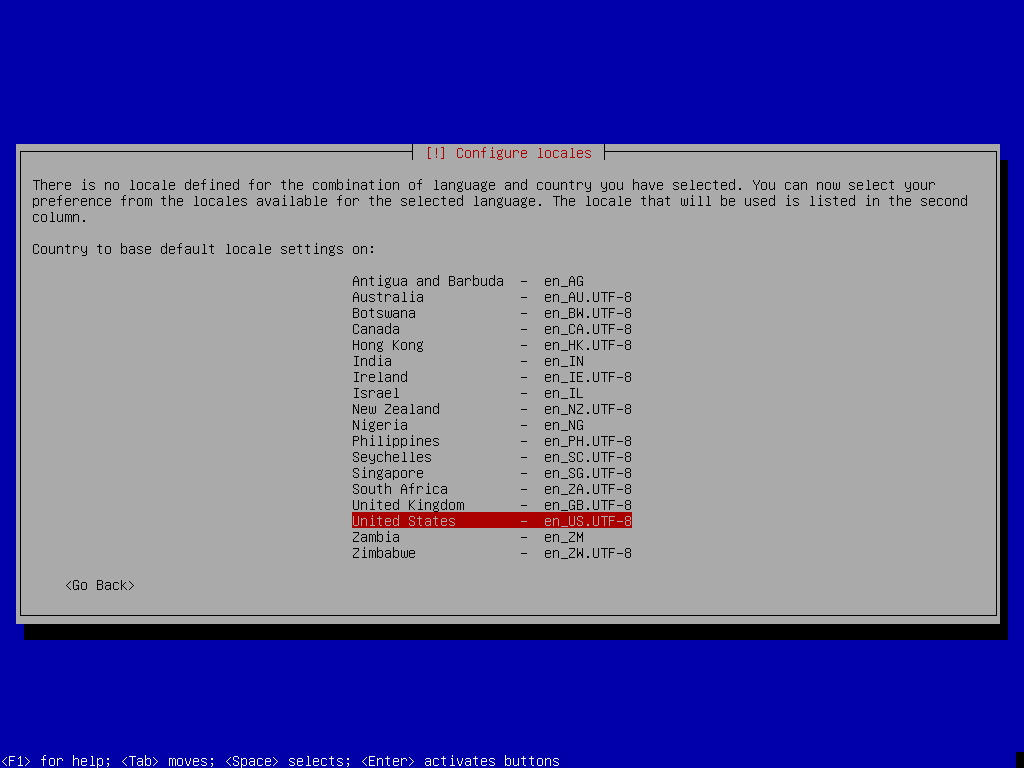 [!] Configure locales
There is no locale defined for the combination of language and country you have selected. You can now select your
preference from the locales available for the selected language. The locale that will be used is listed in the second
column.
Country to base default locale settings on:
Antigua and Barbuda – en_AG
Australia – en_AU.UTF-8
Botswana – en_BW.UTF-8
Canada – en_CA.UTF-8
Hong Kong – en_HK.UTF-8
India – en_IN
Ireland – en_IE.UTF-8
Israel – en_IL
New Zealand – en_NZ.UTF-8
Nigeria – en_NG
Philippines – en_PH.UTF-8
Seychelles – en_SC.UTF-8
Singapore – en_SG.UTF-8
South Africa – en_ZA.UTF-8
United Kingdom – en_GB.UTF-8
United States – en_US.UTF-8
Zambia – en_ZM
Zimbabwe – en_ZW.UTF-8
<Go Back>
<F1> for help; <Tab> moves; <Space> selects; <Enter> activates buttons